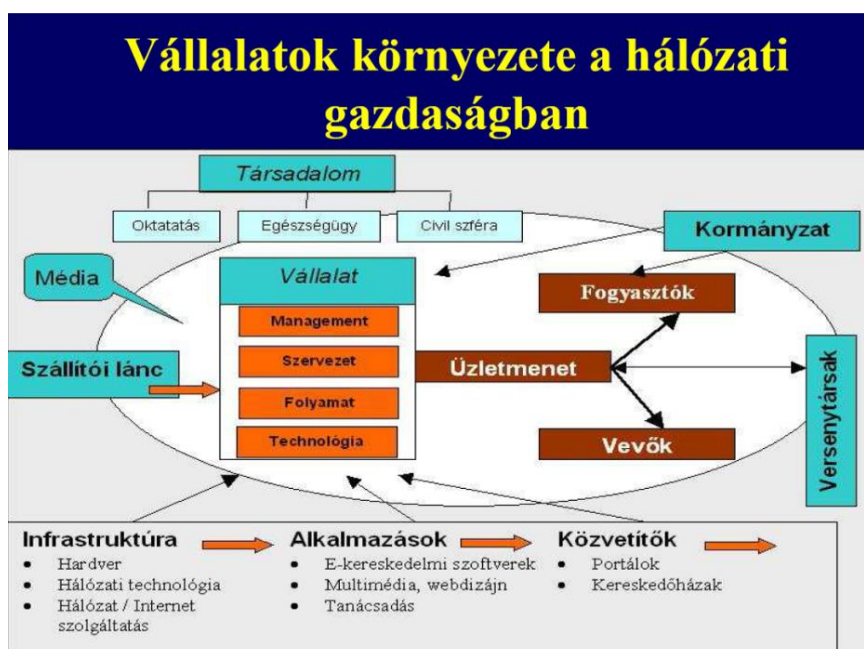 Vállalatok környezete a hálózati
gazdaságban
Társadalom
Oktatatás
Egészségügy
Civil szféra
Kormányzat
Média
Vállalat
Management
Szervezet
Folyamat
Technológia
Fogyasztók
Szállítói lánc
Üzletmenet
Vevők
Versenytársak
Infrastruktúra
• Hardver
• Hálózati technológia
• Hálózat / Internet
szolgáltatás
Alkalmazások
• E-kereskedelmi szoftverek
• Multimédia, webdizájn
• Tanácsadás
Közvetítők
• Portálok
• Kereskedőházak